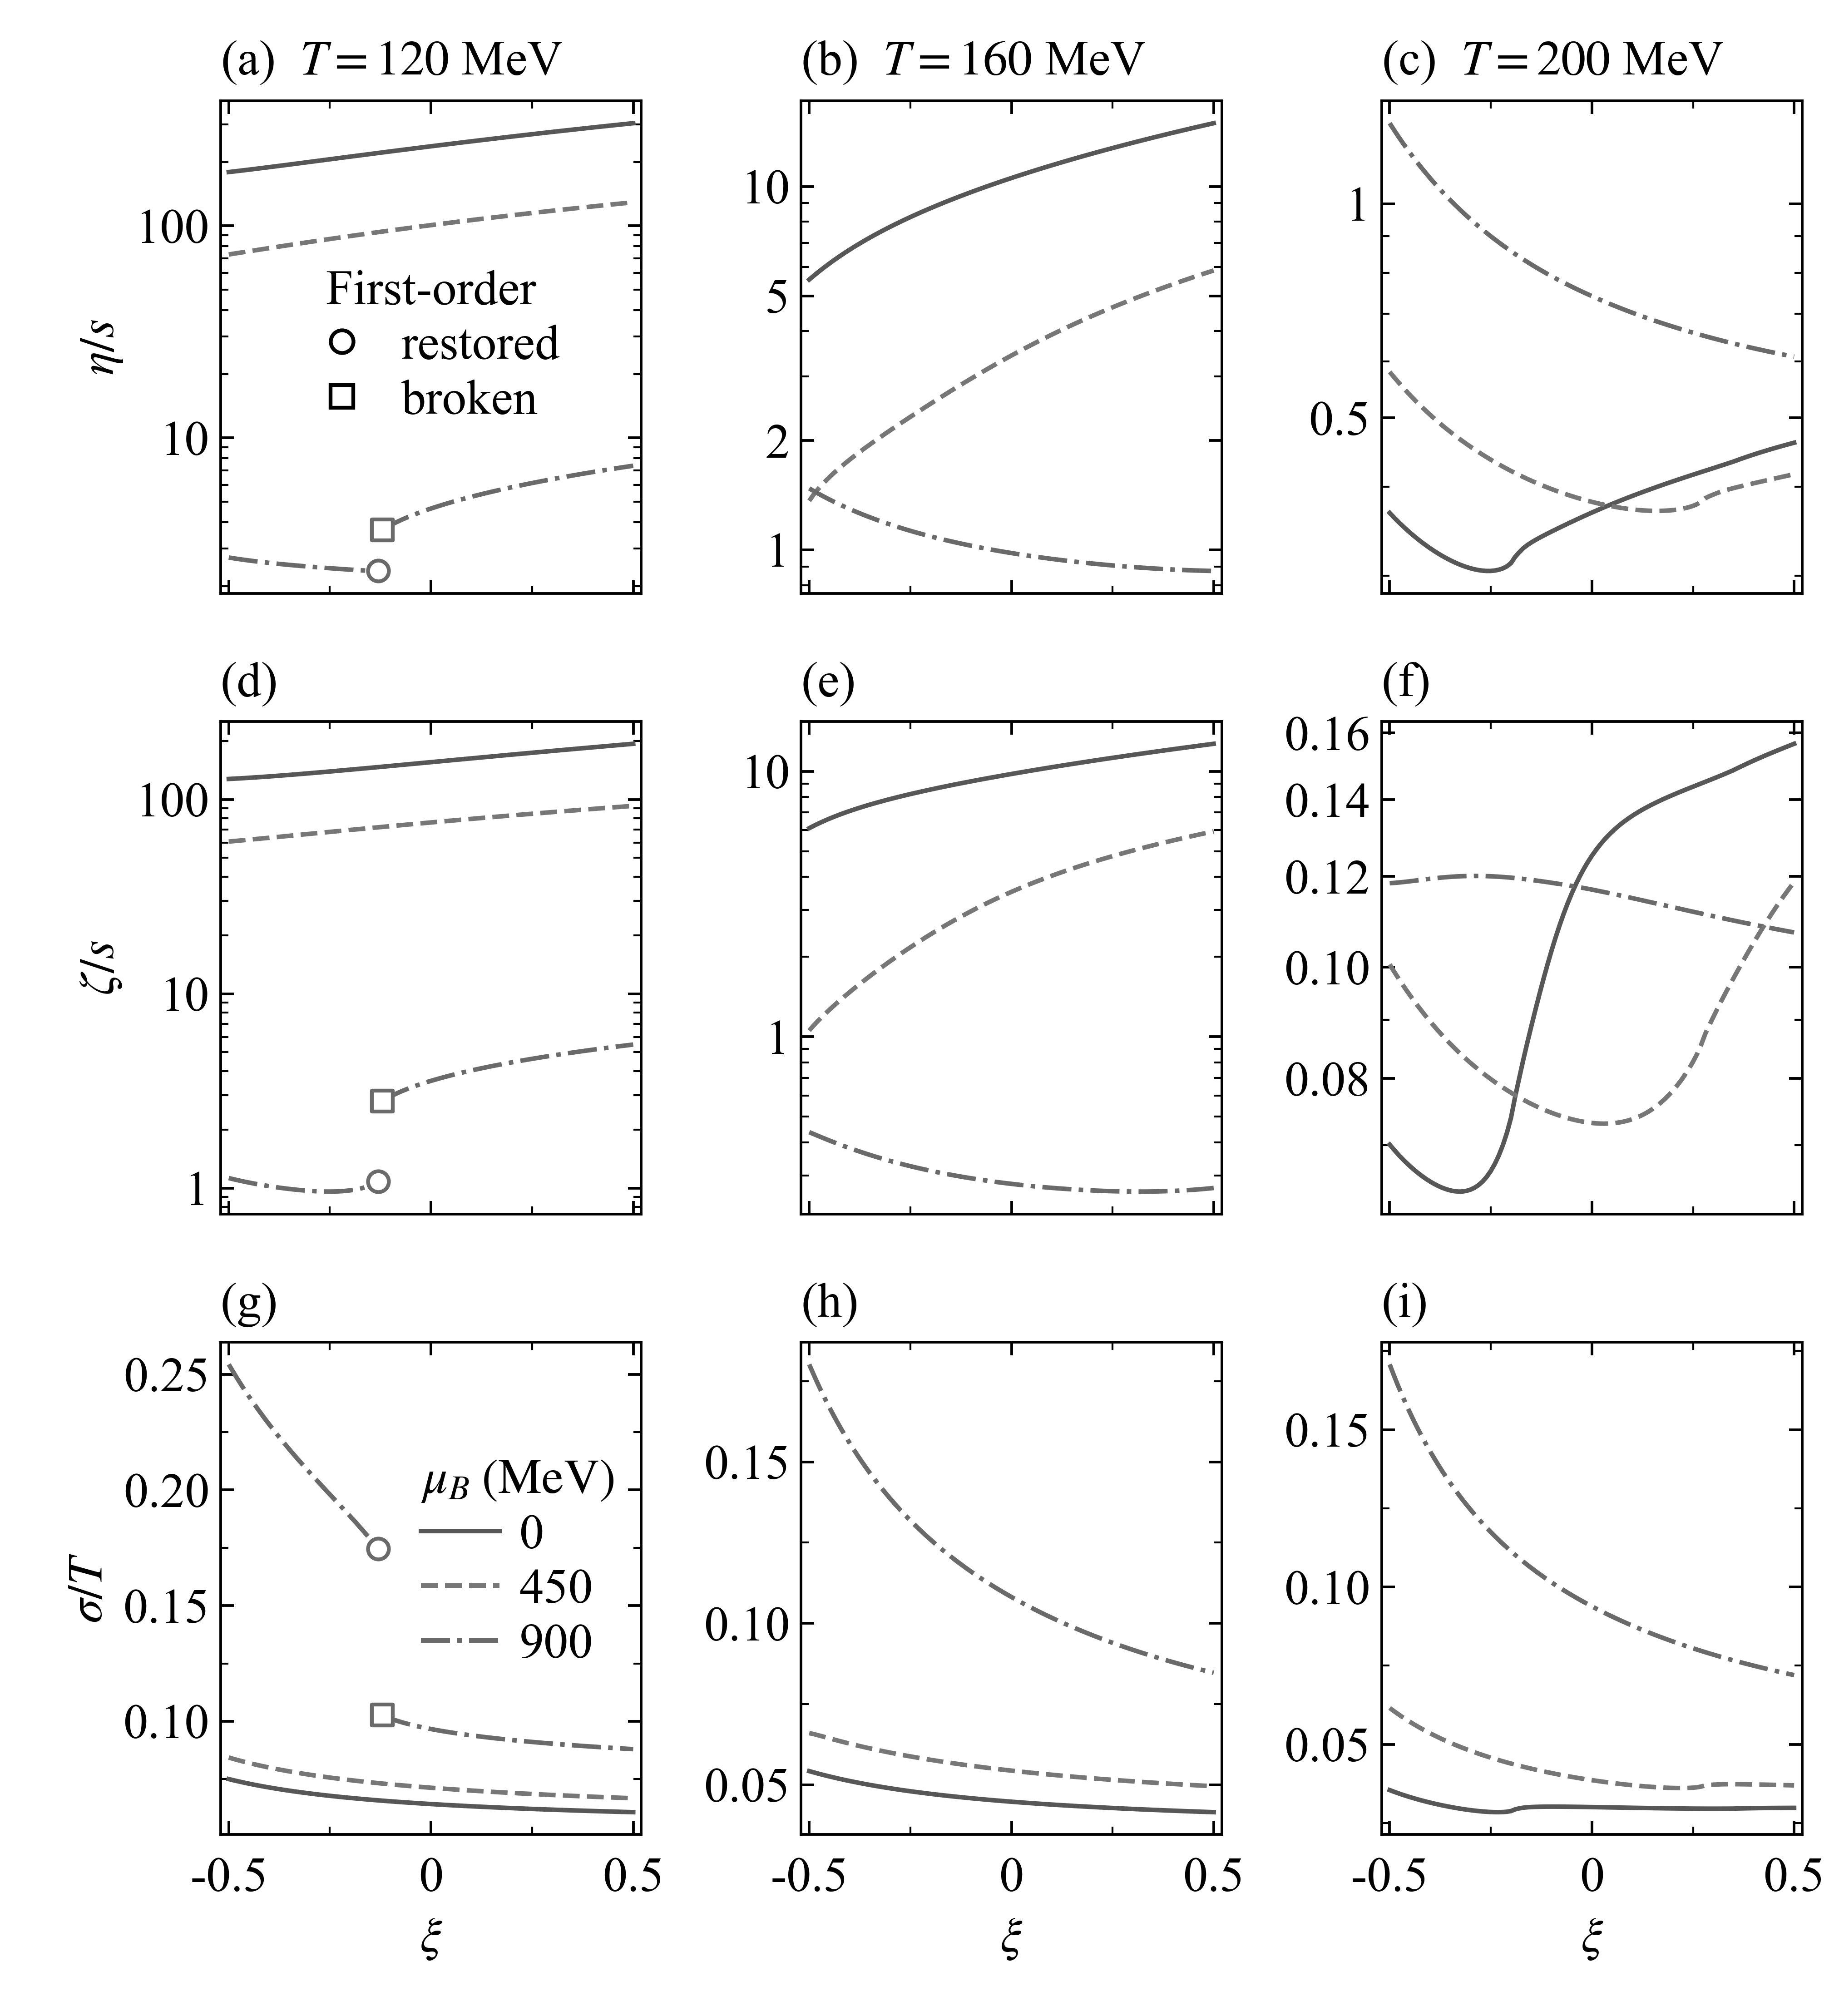 (a) T = 120 MeV
(b) T = 160 MeV
(c) T = 200 MeV
η/s
100
10
First-order
restored
broken
10
5
2
1
1
0.5
(d)
(e)
(f)
ζ/s
100
10
1
10
1
0.16
0.14
0.12
0.10
0.08
(g)
(h)
(i)
σ/T
0.25
0.20
0.15
0.10
μB (MeV)
0
450
900
0.15
0.10
0.05
0.15
0.10
0.05
-0.5 0 0.5
-0.5 0 0.5
-0.5 0 0.5
ξ
ξ
ξ